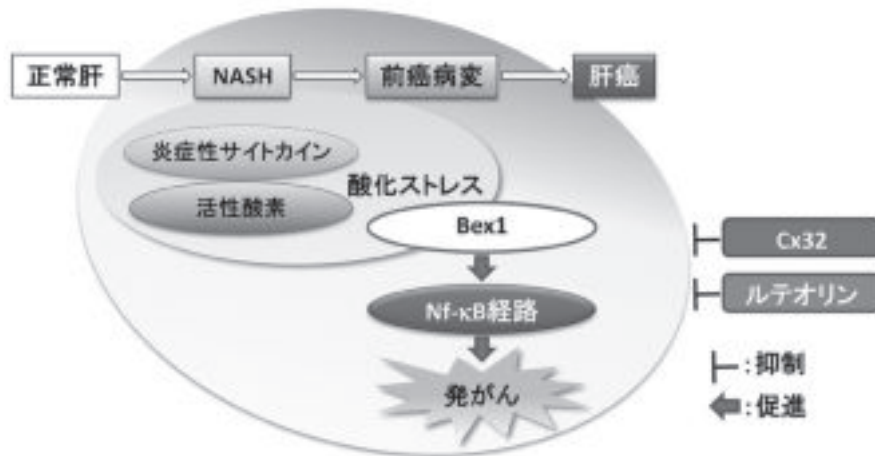 正常肝
NASH
前癌病変
肝癌
炎症性サイトカイン
酸化ストレス
活性酸素
Bex1
Cx32
Nf-κB経路
ルテオリン
発がん
:抑制
:促進